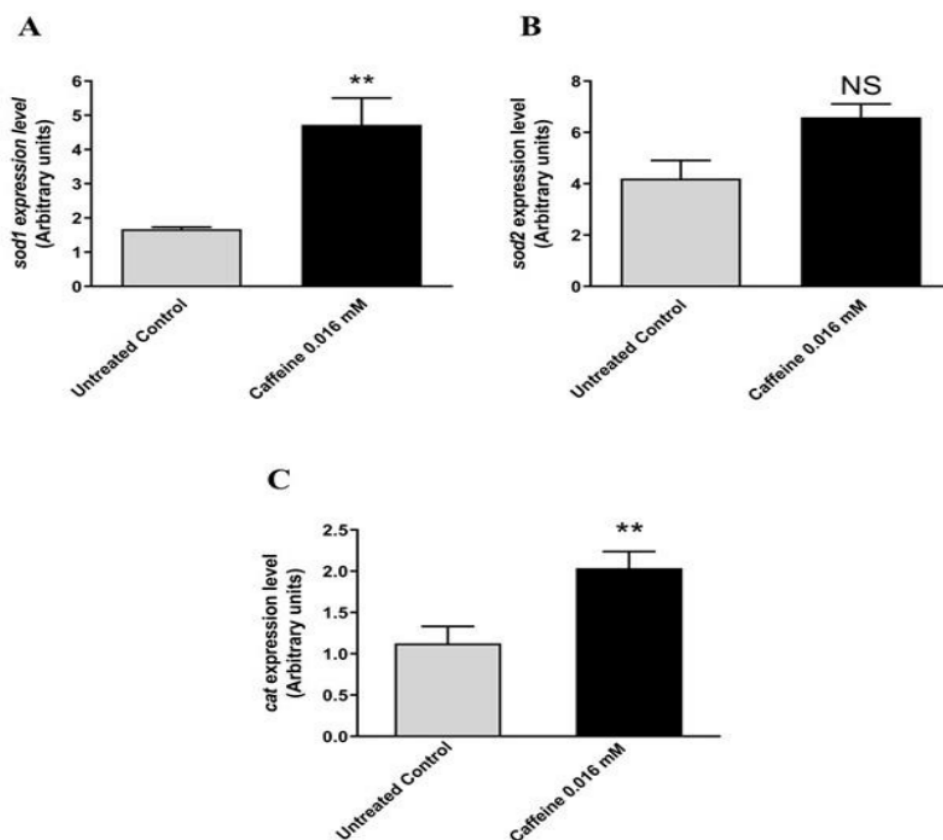 A
sod1 expression level
(Arbitrary units)
6
5
4
3
2
1
0
**
Untreated Control
Caffeine 0.016 mM
B
sod2 expression level
(Arbitrary units)
8
6
4
2
0
NS
Untreated Control
Caffeine 0.016 mM
C
cat expression level
(Arbitrary units)
2.5
2.0
1.5
1.0
0.5
0.0
**
Untreated Control
Caffeine 0.016 mM